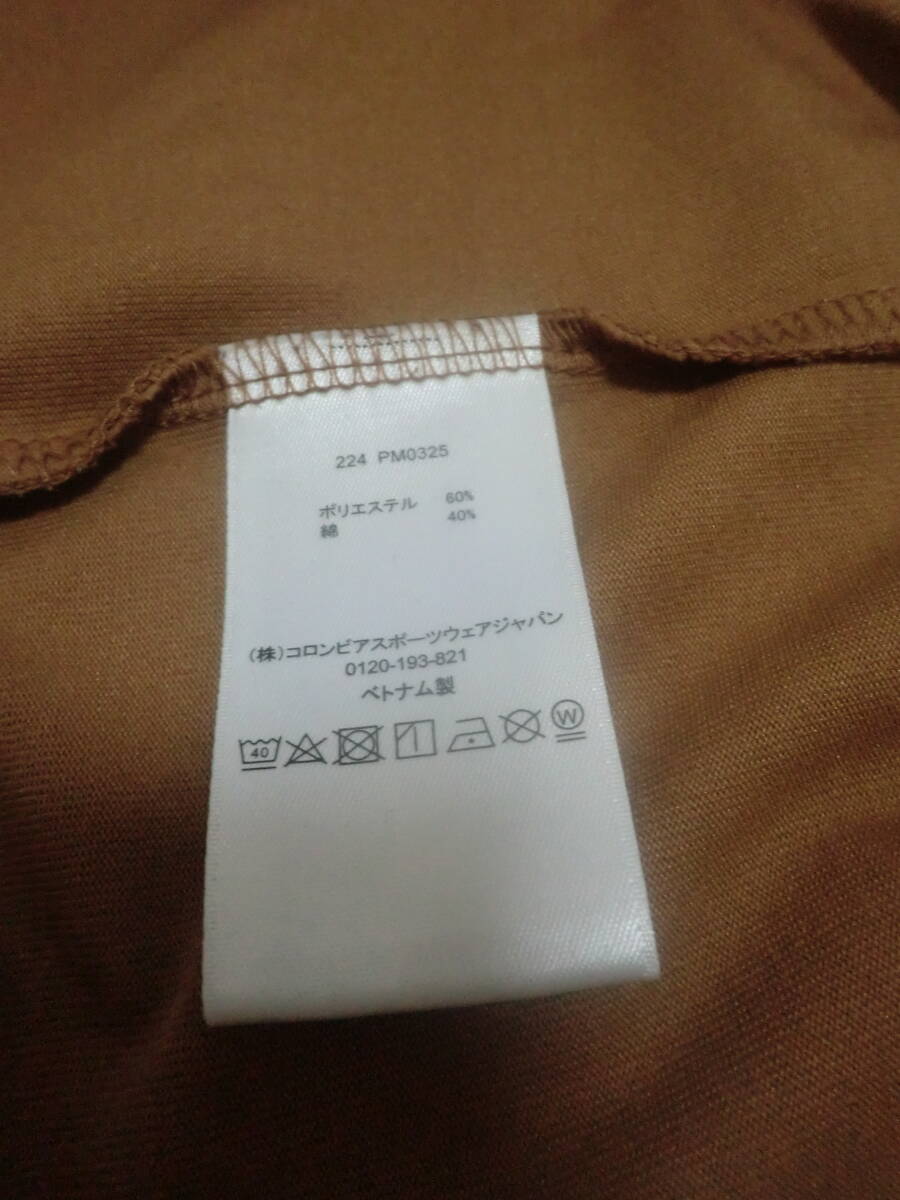 224 PM0325
ポリエステル 60%
綿 40%
(株)コロンビアスポーツウェアジャパン
0120-193-821
ベトナム製
40
W